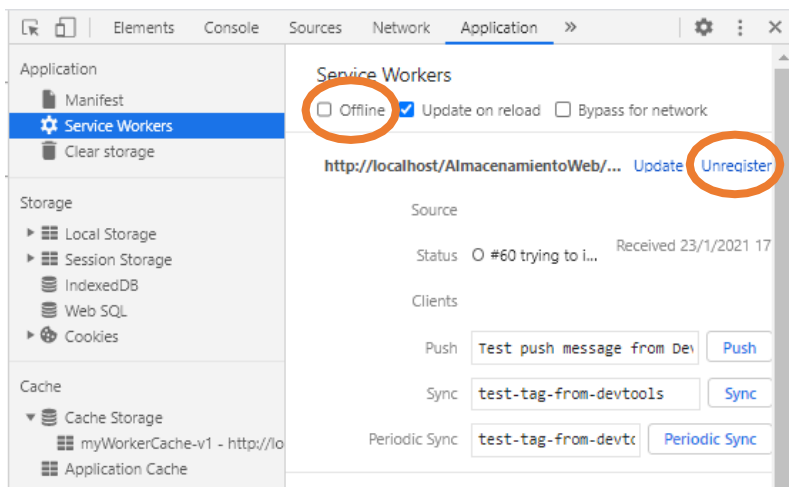 Elements Console Sources Network Application »
Application
Manifest
Service Workers
Clear storage
Storage
Local Storage
Session Storage
IndexedDB
Web SQL
Cookies
Cache
Cache Storage
myWorkerCache-v1 - http://lo
Application Cache
Service Workers
Offline Update on reload Bypass for network
http://localhost/AlmacenamientoWeb/... Update Unregister
Source
Status #60 trying to i... Received 23/1/2021 17
Clients
Push Test push message from Dev Push
Sync test-tag-from-devtools Sync
Periodic Sync test-tag-from-devto Periodic Sync